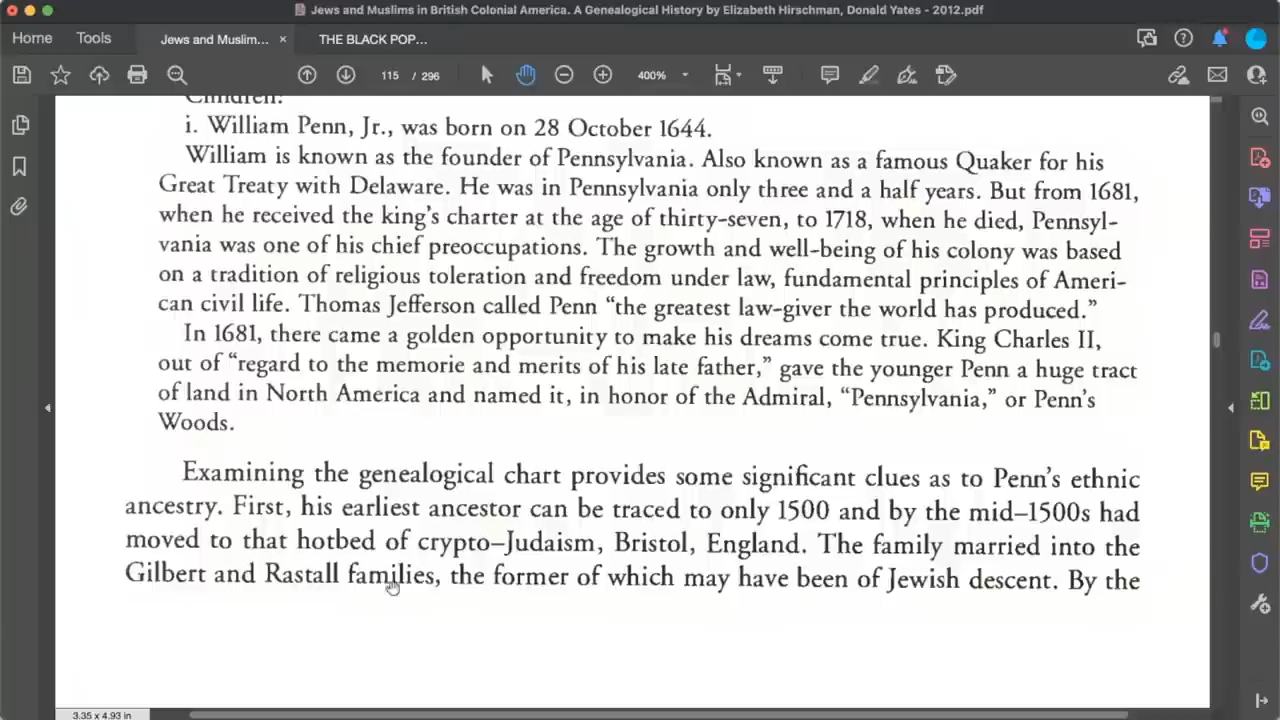 Jews and Muslims in British Colonial America. A Genealogical History by Elizabeth Hirschman, Donald Yates - 2012.pdf
Home Tools Jews and Muslim... × THE BLACK POP...
115 / 296 400%
Children:
i. William Penn, Jr., was born on 28 October 1644.
William is known as the founder of Pennsylvania. Also known as a famous Quaker for his
Great Treaty with Delaware. He was in Pennsylvania only three and a half years. But from 1681,
when he received the king's charter at the age of thirty-seven, to 1718, when he died, Pennsyl-
vania was one of his chief preoccupations. The growth and well-being of his colony was based
on a tradition of religious toleration and freedom under law, fundamental principles of Ameri-
can civil life. Thomas Jefferson called Penn "the greatest law-giver the world has produced."
In 1681, there came a golden opportunity to make his dreams come true. King Charles II,
out of "regard to the memorie and merits of his late father," gave the younger Penn a huge tract
of land in North America and named it, in honor of the Admiral, "Pennsylvania," or Penn's
Woods.
Examining the genealogical chart provides some significant clues as to Penn's ethnic
ancestry. First, his earliest ancestor can be traced to only 1500 and by the mid–1500s had
moved to that hotbed of crypto–Judaism, Bristol, England. The family married into the
Gilbert and Rastall families, the former of which may have been of Jewish descent. By the
3.35 x 4.93 in